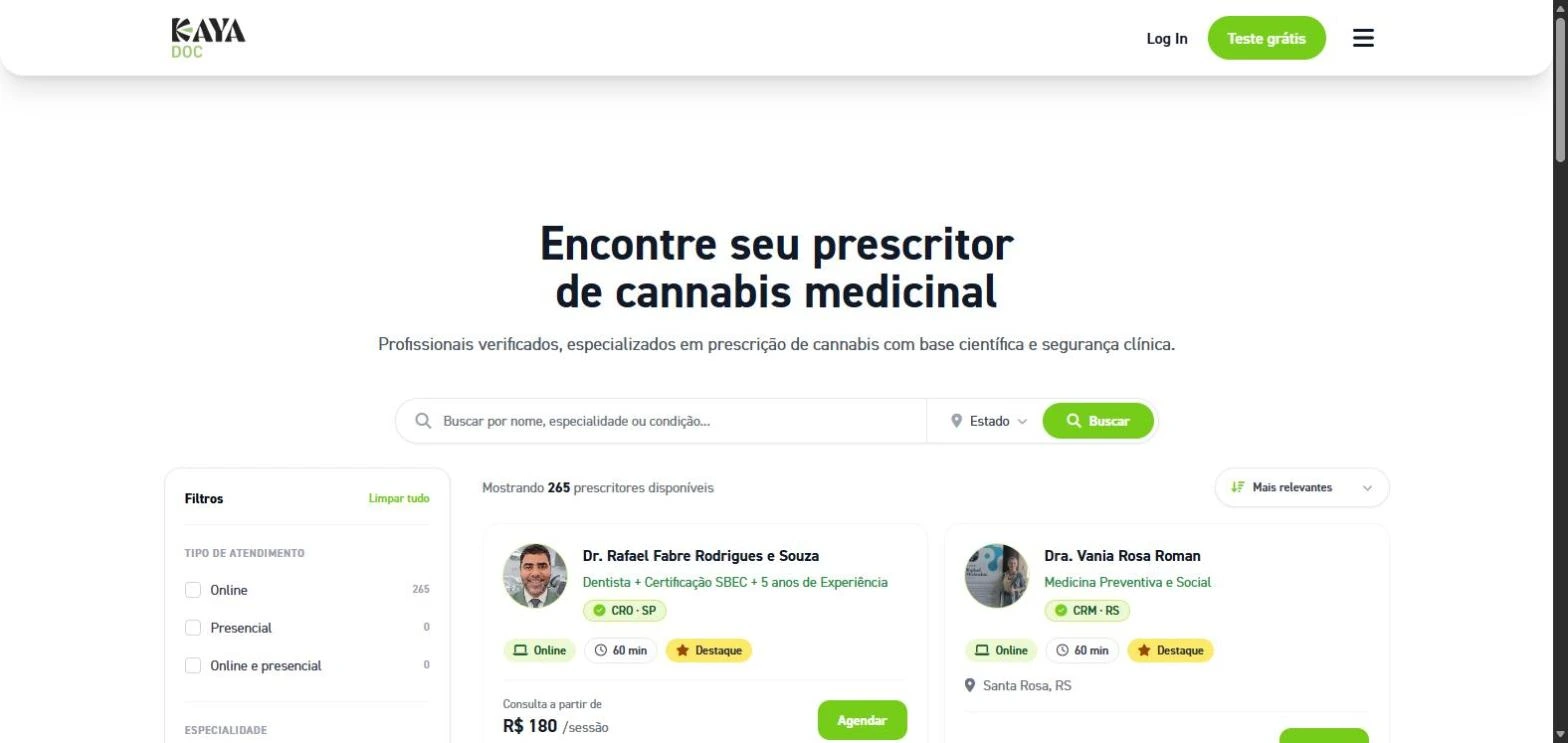 KAYA
DOC
Log In
Teste grátis
Encontre seu prescritor
de cannabis medicinal
Profissionais verificados, especializados em prescrição de cannabis com base científica e segurança clínica.
Buscar por nome, especialidade ou condição...
Estado
Buscar
Filtros
Limpar tudo
TIPO DE ATENDIMENTO
Online 265
Presencial 0
Online e presencial 0
ESPECIALIDADE
Mostrando 265 prescritores disponíveis
Mais relevantes
Dr. Rafael Fabre Rodrigues e Souza
Dentista + Certificação SBEC + 5 anos de Experiência
CRO · SP
Online
60 min
Destaque
Consulta a partir de
R$ 180 /sessão
Agendar
Dra. Vania Rosa Roman
Medicina Preventiva e Social
CRM · RS
Online
60 min
Destaque
Santa Rosa, RS